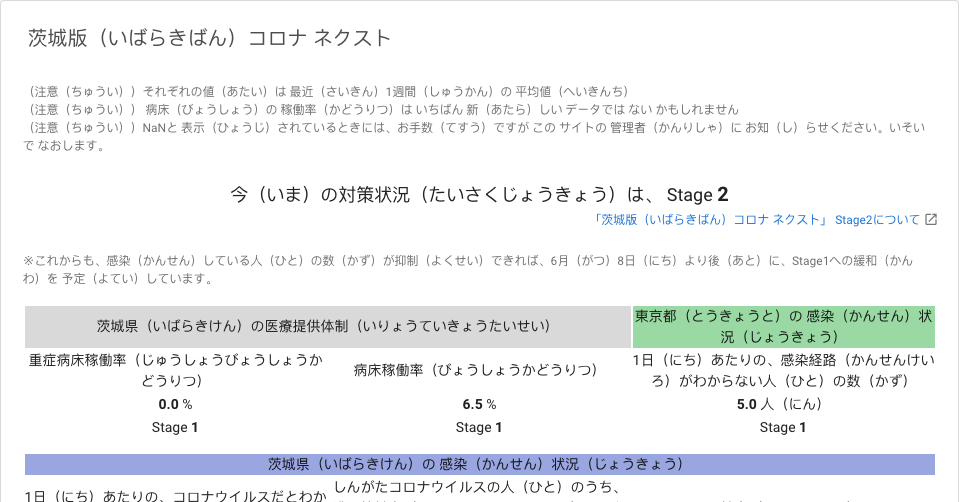 茨城版（いばらきばん）コロナ ネクスト
（注意（ちゅうい））それぞれの値（あたい）は 最近（さいきん）1週間（しゅうかん）の 平均値（へいきんち）
（注意（ちゅうい）） 病床（びょうしょう）の 稼働率（かどうりつ）は いちばん 新（あたら）しい データでは ない かもしれません
（注意（ちゅうい））NaNと 表示（ひょうじ）されているときには、お手数（てすう）ですが この サイトの 管理者（かんりしゃ）に お知（し）らせください。いそい
で なおします。
今（いま）の対策状況（たいさくじょうきょう）は、 Stage 2
「茨城版（いばらきばん）コロナ ネクスト」 Stage2について
※これからも、感染（かんせん）している人（ひと）の数（かず）が抑制（よくせい）できれば、6月（がつ）8日（にち）より後（あと）に、Stage1への緩和（かん
わ）を 予定（よてい）しています。
茨城県（いばらきけん）の医療提供体制（いりょうていきょうたいせい）
東京都（とうきょうと）の 感染（かんせん）状
況（じょうきょう）
重症病床稼働率（じゅうしょうびょうしょうか
どうりつ）
病床稼働率（びょうしょうかどうりつ）
1日（にち）あたりの、感染経路（かんせんけい
ろ）がわからない人（ひと）の数（かず）
0.0 %
6.5 %
5.0 人（にん）
Stage 1
Stage 1
Stage 1
茨城県（いばらきけん）の 感染（かんせん）状況（じょうきょう）
1日（にち）あたりの、コロナウイルスだとわか
しんがたコロナウイルスの人（ひと）のうち、